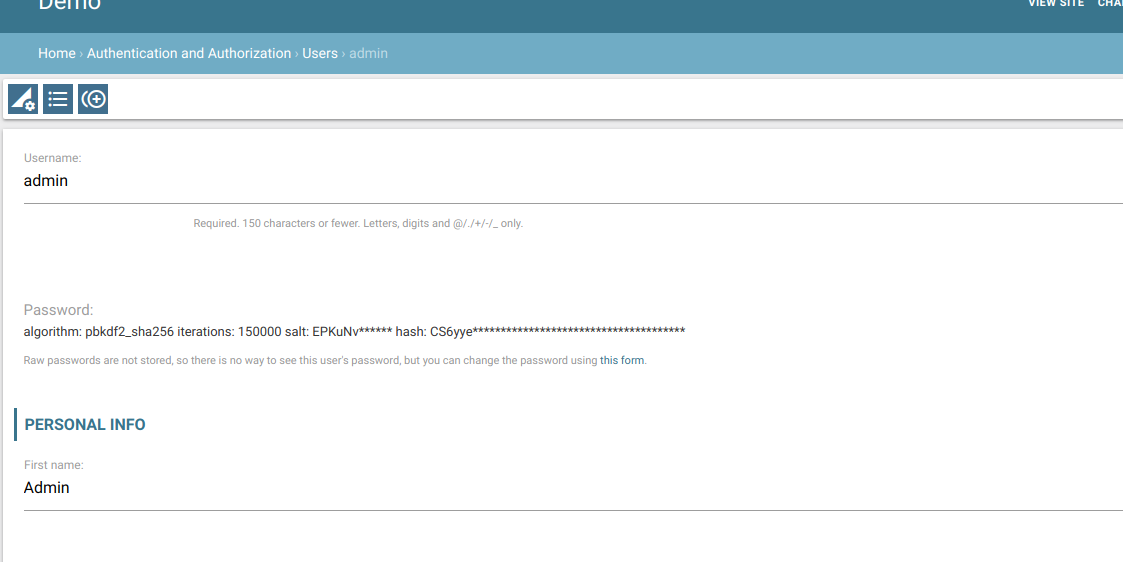 Demo
VIEW SITE
Home › Authentication and Authorization › Users › admin
Username:
admin
Required. 150 characters or fewer. Letters, digits and @/./+/-/_ only.
Password:
algorithm: pbkdf2_sha256 iterations: 150000 salt: EPKuNv****** hash: CS6yye**************************************
Raw passwords are not stored, so there is no way to see this user's password, but you can change the password using this form.
PERSONAL INFO
First name:
Admin